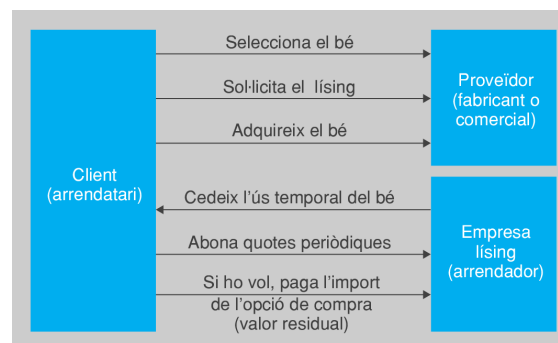 Selecciona el bé
Sol·licita el lísing
Adquireix el bé
Client
(arrendatari)
Proveïdor
(fabricant o
comercial)
Cedeix l’ús temporal del bé
Abona quotes periòdiques
Si ho vol, paga l’import
de l’opció de compra
(valor residual)
Empresa
lísing
(arrendador)